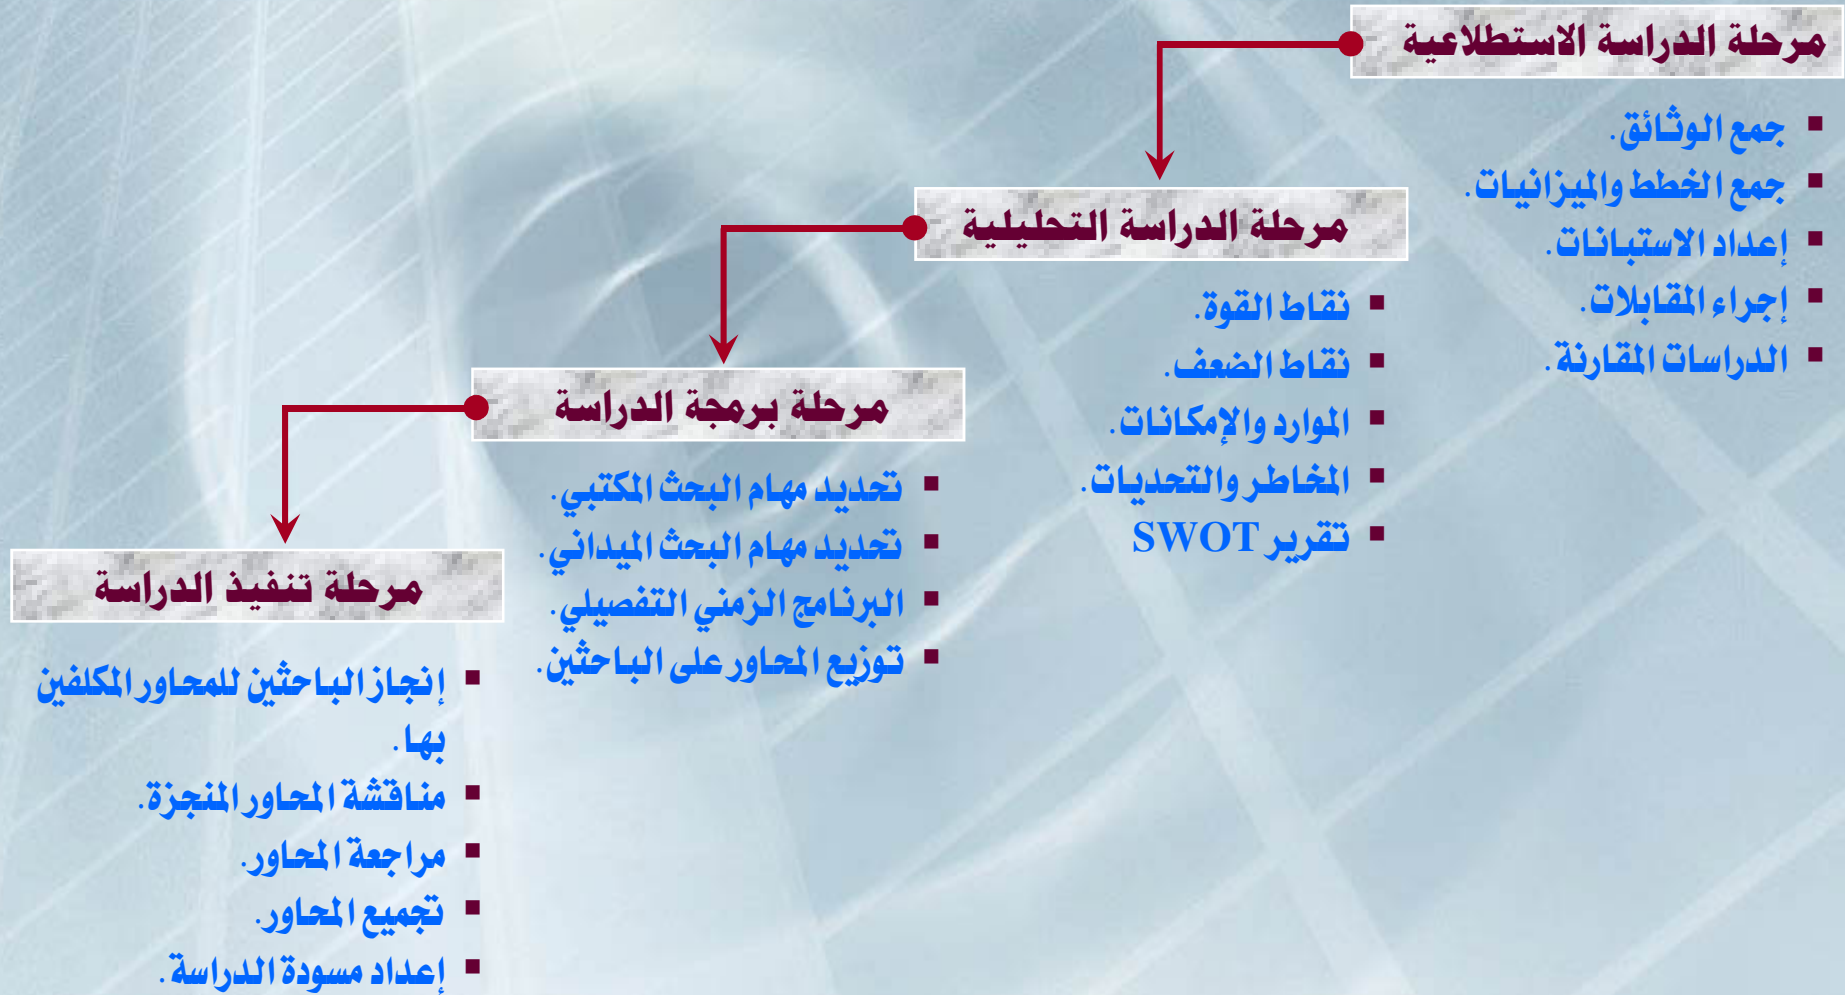 مرحلة الدراسة الاستطلاعية
▪ جمع الوثائق.
▪ جمع الخطط والميزانيات.
▪ إعداد الاستبانات.
▪ إجراء المقابلات.
▪ الدراسات المقارنة.
مرحلة الدراسة التحليلية
▪ نقاط القوة.
▪ نقاط الضعف.
▪ الموارد والإمكانات.
▪ المخاطر والتحديات.
▪ تقرير SWOT
مرحلة برمجة الدراسة
▪ تحديد مهام البحث المكتبي.
▪ تحديد مهام البحث الميداني.
▪ البرنامج الزمني التفصيلي.
▪ توزيع المحاور على الباحثين.
مرحلة تنفيذ الدراسة
▪ إنجاز الباحثين للمحاور المكلفين
بها.
▪ مناقشة المحاور المنجزة.
▪ مراجعة المحاور.
▪ تجميع المحاور.
▪ إعداد مسودة الدراسة.